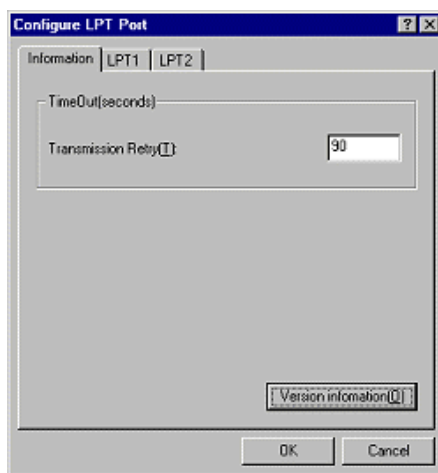 Configure LPT Port
Information LPT1 LPT2
TimeOut(seconds)
Transmission Retry(T): 90
Version infomation(O)
OK Cancel